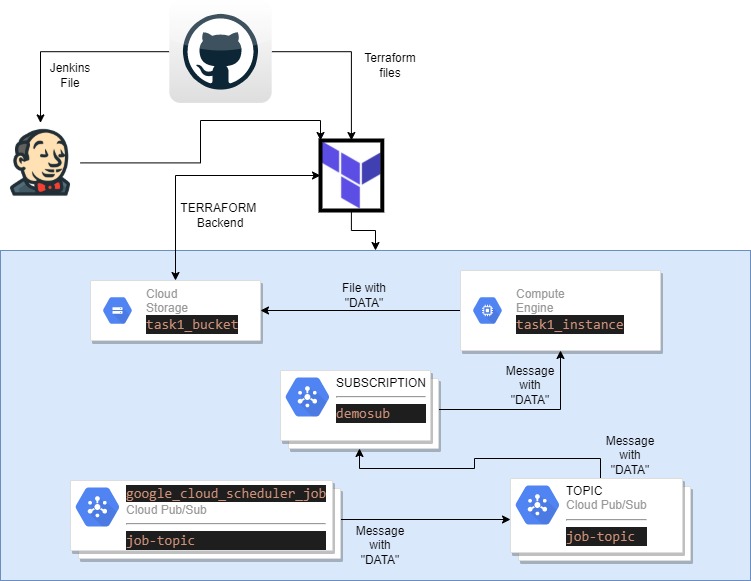 Jenkins
File
Terraform
files
TERRAFORM
Backend
Cloud
Storage
task1_bucket
File with
"DATA"
Compute
Engine
task1_instance
Message
with
"DATA"
SUBSCRIPTION
demosub
Message
with
"DATA"
google_cloud_scheduler_job
Cloud Pub/Sub
job-topic
Message
with
"DATA"
TOPIC
Cloud Pub/Sub
job-topic